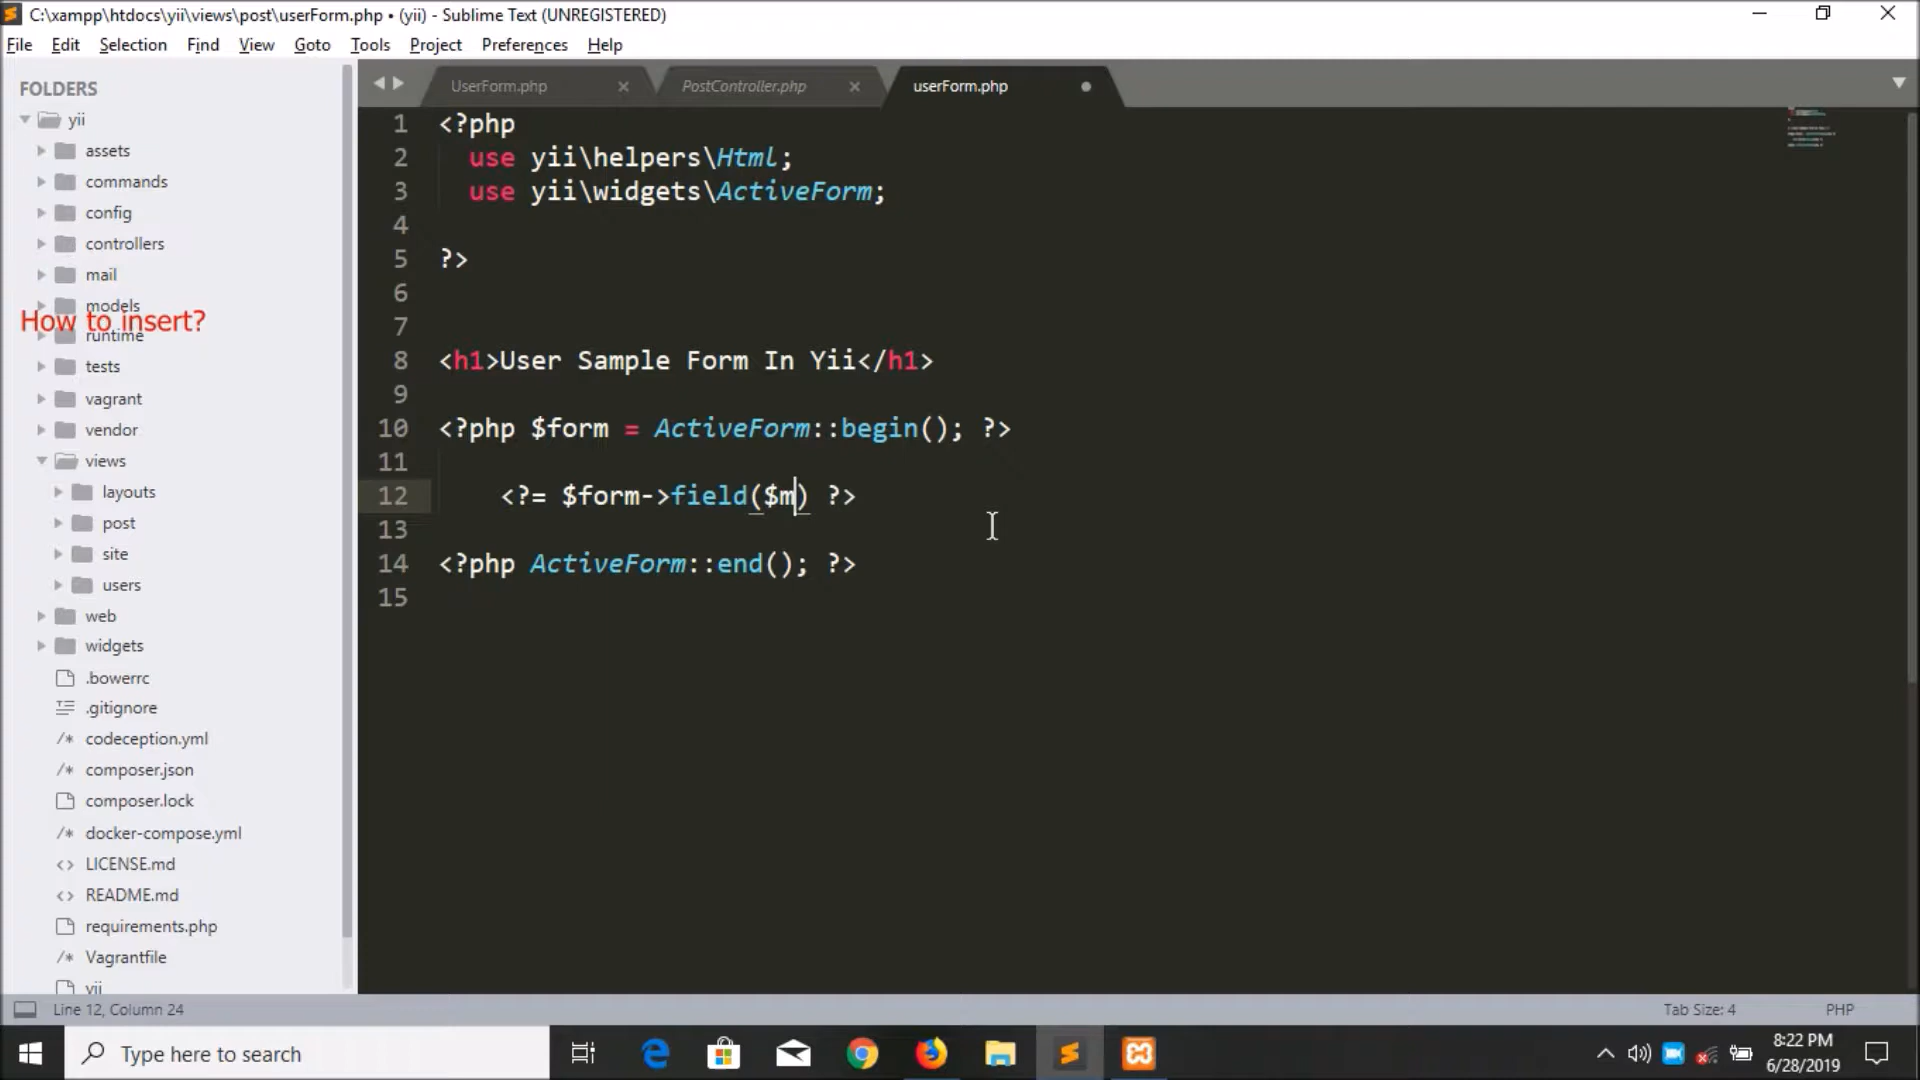 C:\xampp\htdocs\yii\views\post\userForm.php • (yii) - Sublime Text (UNREGISTERED)
File Edit Selection Find View Goto Tools Project Preferences Help
UserForm.php PostController.php userForm.php
FOLDERS
yii
assets
commands
config
controllers
mail
models
How to insert?
runtime
tests
vagrant
vendor
views
layouts
post
site
users
web
widgets
.bowerrc
.gitignore
codeception.yml
composer.json
composer.lock
docker-compose.yml
LICENSE.md
README.md
requirements.php
Vagrantfile
yii
1 <?php
2 use yii\helpers\Html;
3 use yii\widgets\ActiveForm;
4
5 ?>
6
7
8 <h1>User Sample Form In Yii</h1>
9
10 <?php $form = ActiveForm::begin(); ?>
11
12 <?= $form->field($m) ?>
13
14 <?php ActiveForm::end(); ?>
15
Line 12, Column 24 Tab Size: 4 PHP
Type here to search
8:22 PM
6/28/2019